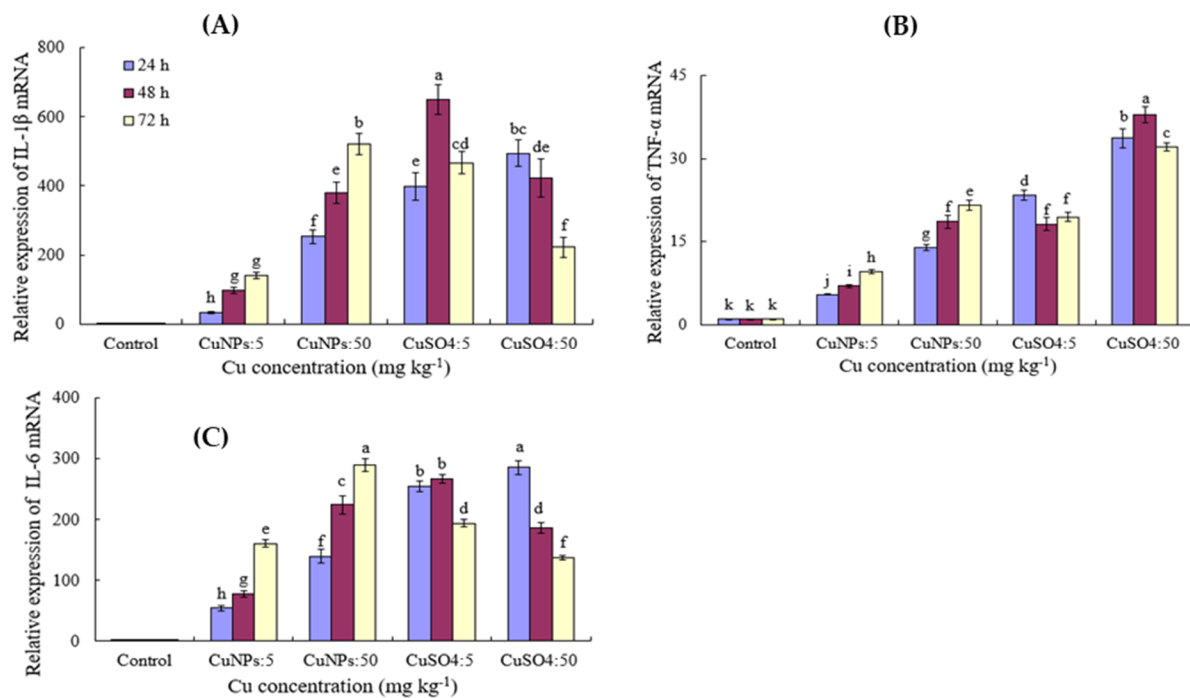 (A)
Relative expression of IL-1β mRNA
800
600
400
200
0
24 h
48 h
72 h
h g g
f e b
e a cd
bc de f
Control CuNPs:5 CuNPs:50 CuSO4:5 CuSO4:50
Cu concentration (mg kg-1)
(B)
Relative expression of TNF-α mRNA
45
30
15
0
k k k
j i h
g f e
d f f
b a c
Control CuNPs:5 CuNPs:50 CuSO4:5 CuSO4:50
Cu concentration (mg kg-1)
(C)
Relative expression of IL-6 mRNA
400
300
200
100
0
h g e
f c a
b b d
a d f
Control CuNPs:5 CuNPs:50 CuSO4:5 CuSO4:50
Cu concentration (mg kg-1)